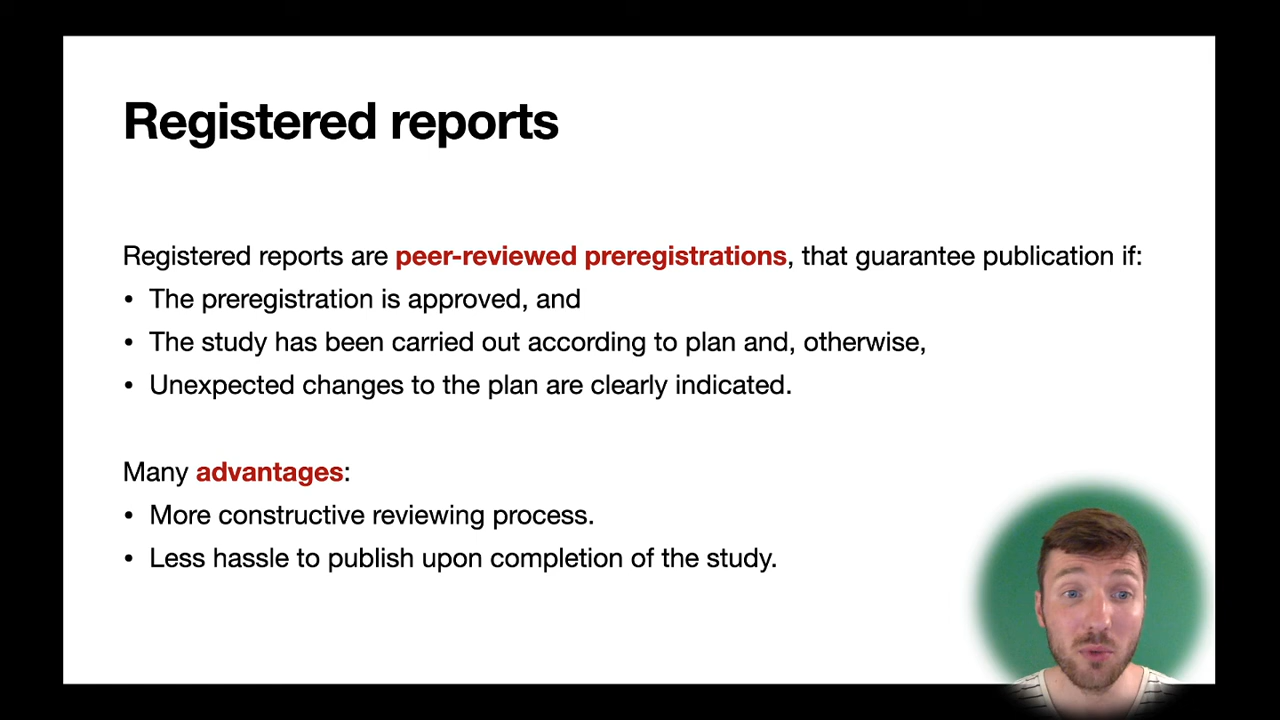 Registered reports
Registered reports are peer-reviewed preregistrations, that guarantee publication if:
• The preregistration is approved, and
• The study has been carried out according to plan and, otherwise,
• Unexpected changes to the plan are clearly indicated.
Many advantages:
• More constructive reviewing process.
• Less hassle to publish upon completion of the study.